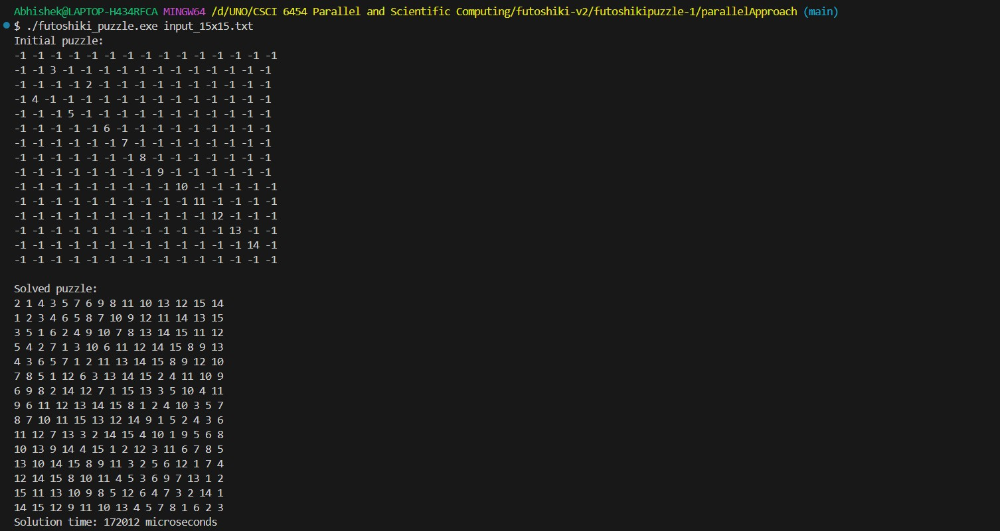 Abhishek@LAPTOP-H434RFCA MINGW64 /d/UNO/CSCI 6454 Parallel and Scientific Computing/futoshiki-v2/futoshikipuzzle-1/parallelApproach (main)
$ ./futoshiki_puzzle.exe input_15x15.txt
Initial puzzle:
-1 -1 -1 -1 -1 -1 -1 -1 -1 -1 -1 -1 -1 -1 -1
-1 -1 3 -1 -1 -1 -1 -1 -1 -1 -1 -1 -1 -1 -1
-1 -1 -1 -1 2 -1 -1 -1 -1 -1 -1 -1 -1 -1 -1
-1 4 -1 -1 -1 -1 -1 -1 -1 -1 -1 -1 -1 -1 -1
-1 -1 -1 5 -1 -1 -1 -1 -1 -1 -1 -1 -1 -1 -1
-1 -1 -1 -1 -1 6 -1 -1 -1 -1 -1 -1 -1 -1 -1
-1 -1 -1 -1 -1 -1 7 -1 -1 -1 -1 -1 -1 -1 -1
-1 -1 -1 -1 -1 -1 -1 8 -1 -1 -1 -1 -1 -1 -1
-1 -1 -1 -1 -1 -1 -1 -1 9 -1 -1 -1 -1 -1 -1
-1 -1 -1 -1 -1 -1 -1 -1 -1 10 -1 -1 -1 -1 -1
-1 -1 -1 -1 -1 -1 -1 -1 -1 -1 11 -1 -1 -1 -1
-1 -1 -1 -1 -1 -1 -1 -1 -1 -1 -1 12 -1 -1 -1
-1 -1 -1 -1 -1 -1 -1 -1 -1 -1 -1 -1 13 -1 -1
-1 -1 -1 -1 -1 -1 -1 -1 -1 -1 -1 -1 -1 14 -1
-1 -1 -1 -1 -1 -1 -1 -1 -1 -1 -1 -1 -1 -1 -1
Solved puzzle:
2 1 4 3 5 7 6 9 8 11 10 13 12 15 14
1 2 3 4 6 5 8 7 10 9 12 11 14 13 15
3 5 1 6 2 4 9 10 7 8 13 14 15 11 12
5 4 2 7 1 3 10 6 11 12 14 15 8 9 13
4 3 6 5 7 1 2 11 13 14 15 8 9 12 10
7 8 5 1 12 6 3 13 14 15 2 4 11 10 9
6 9 8 2 14 12 7 1 15 13 3 5 10 4 11
9 6 11 12 13 14 15 8 1 2 4 10 3 5 7
8 7 10 11 15 13 12 14 9 1 5 2 4 3 6
11 12 7 13 3 2 14 15 4 10 1 9 5 6 8
10 13 9 14 4 15 1 2 12 3 11 6 7 8 5
13 10 14 15 8 9 11 3 2 5 6 12 1 7 4
12 14 15 8 10 11 4 5 3 6 9 7 13 1 2
15 11 13 10 9 8 5 12 6 4 7 3 2 14 1
14 15 12 9 11 10 13 4 5 7 8 1 6 2 3
Solution time: 172012 microseconds